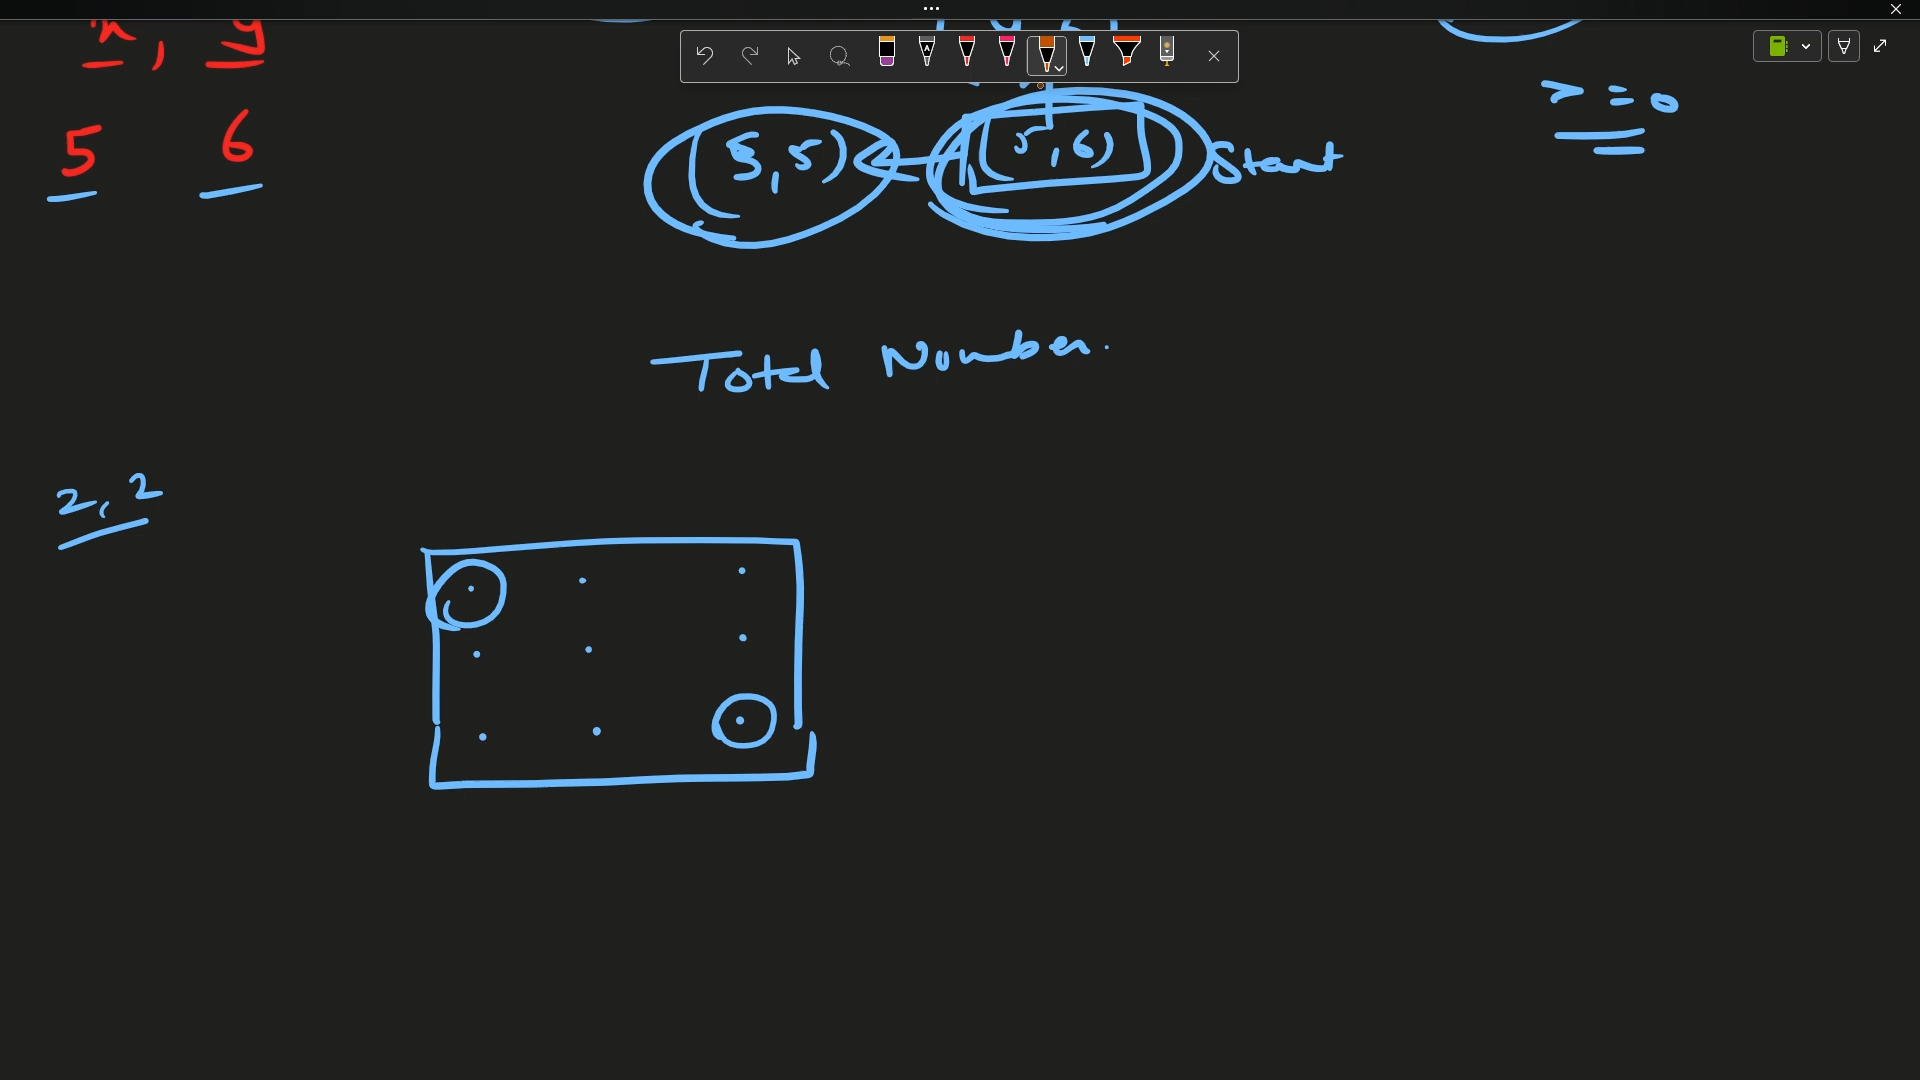 x, y
5 6
(5,5) (5,6) Start
r = 0
Total Number.
2, 2